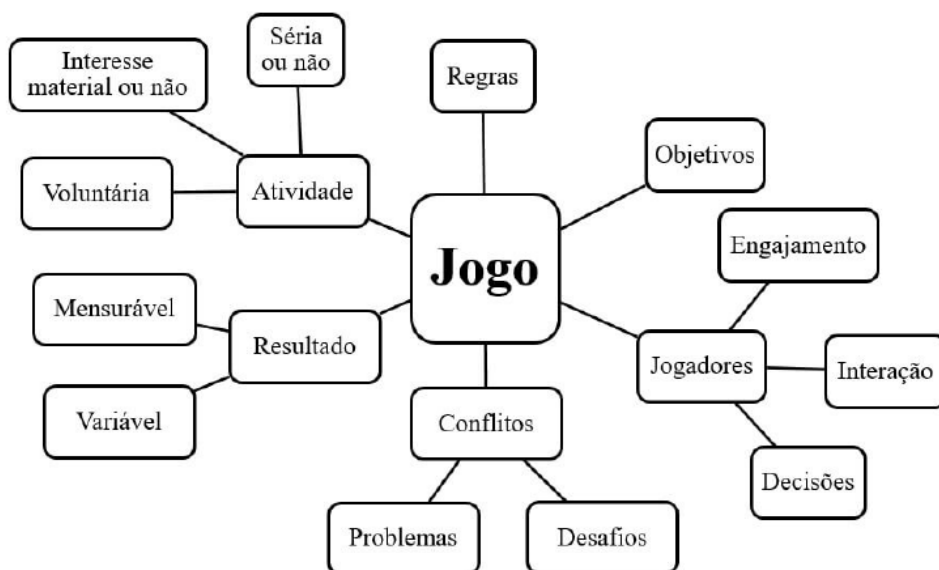 Interesse
material ou não
Séria
ou não
Regras
Objetivos
Voluntária
Atividade
Jogo
Engajamento
Mensurável
Resultado
Jogadores
Interação
Variável
Conflitos
Decisões
Problemas
Desafios